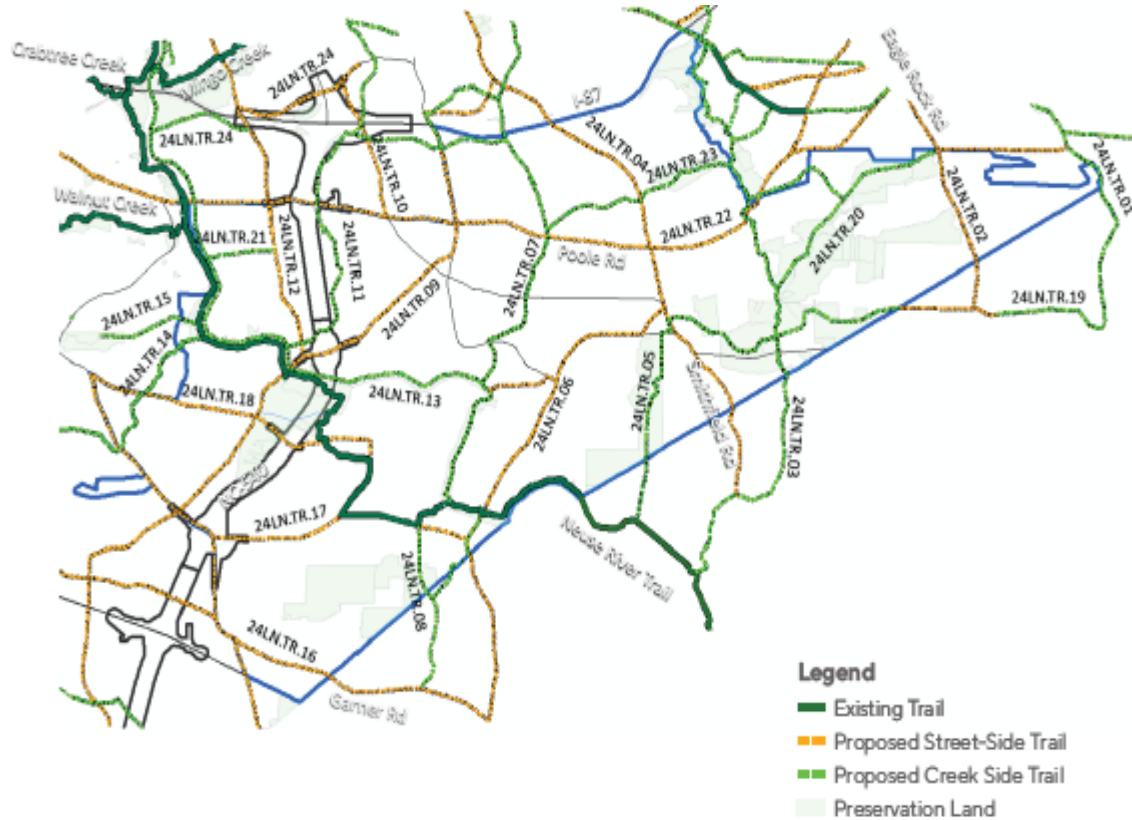 Crabtree Creek
Mingo Creek
24LN.TR.24
I-87
Eagle Rock Rd
24LN.TR.24
24LN.TR.10
24LN.TR.04
24LN.TR.23
24LN.TR.01
Walnut Creek
24LN.TR.21
24LN.TR.12
24LN.TR.11
24LN.TR.07
Poole Rd
24LN.TR.22
24LN.TR.20
24LN.TR.02
24LN.TR.15
24LN.TR.09
24LN.TR.19
24LN.TR.14
24LN.TR.18
24LN.TR.13
24LN.TR.06
24LN.TR.05
Smithfield Rd
24LN.TR.03
24LN.TR.17
Neuse River Trail
24LN.TR.08
24LN.TR.16
Garner Rd
Legend
Existing Trail
Proposed Street-Side Trail
Proposed Creek Side Trail
Preservation Land